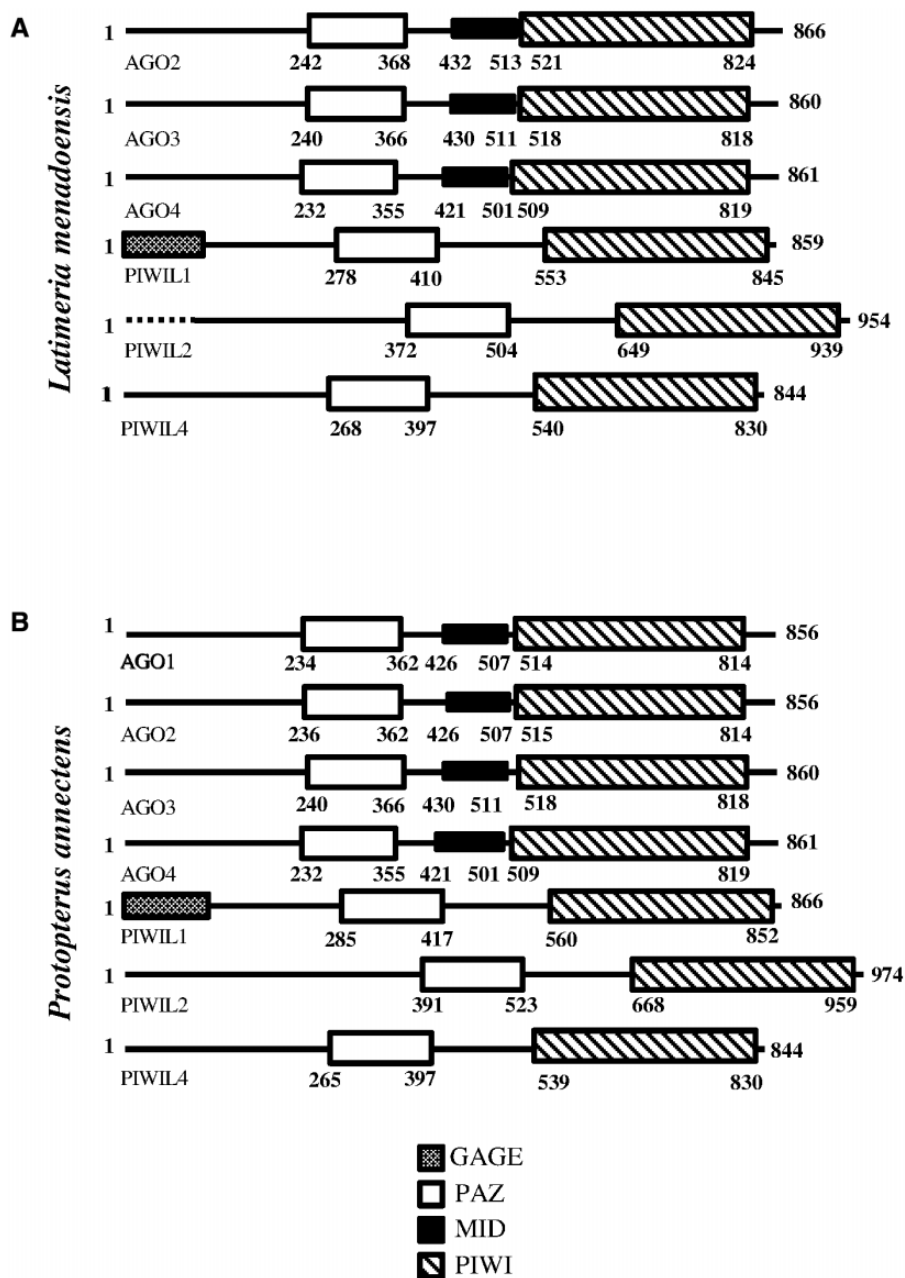 A
Latimeria menadoensis
1 866
AGO2 242 368 432 513 521 824
1 860
AGO3 240 366 430 511 518 818
1 861
AGO4 232 355 421 501 509 819
1 859
PIWIL1 278 410 553 845
1 954
PIWIL2 372 504 649 939
1 844
PIWIL4 268 397 540 830
B
Protopterus annectens
1 856
AGO1 234 362 426 507 514 814
1 856
AGO2 236 362 426 507 515 814
1 860
AGO3 240 366 430 511 518 818
1 861
AGO4 232 355 421 501 509 819
1 866
PIWIL1 285 417 560 852
1 974
PIWIL2 391 523 668 959
1 844
PIWIL4 265 397 539 830
GAGE
PAZ
MID
PIWI